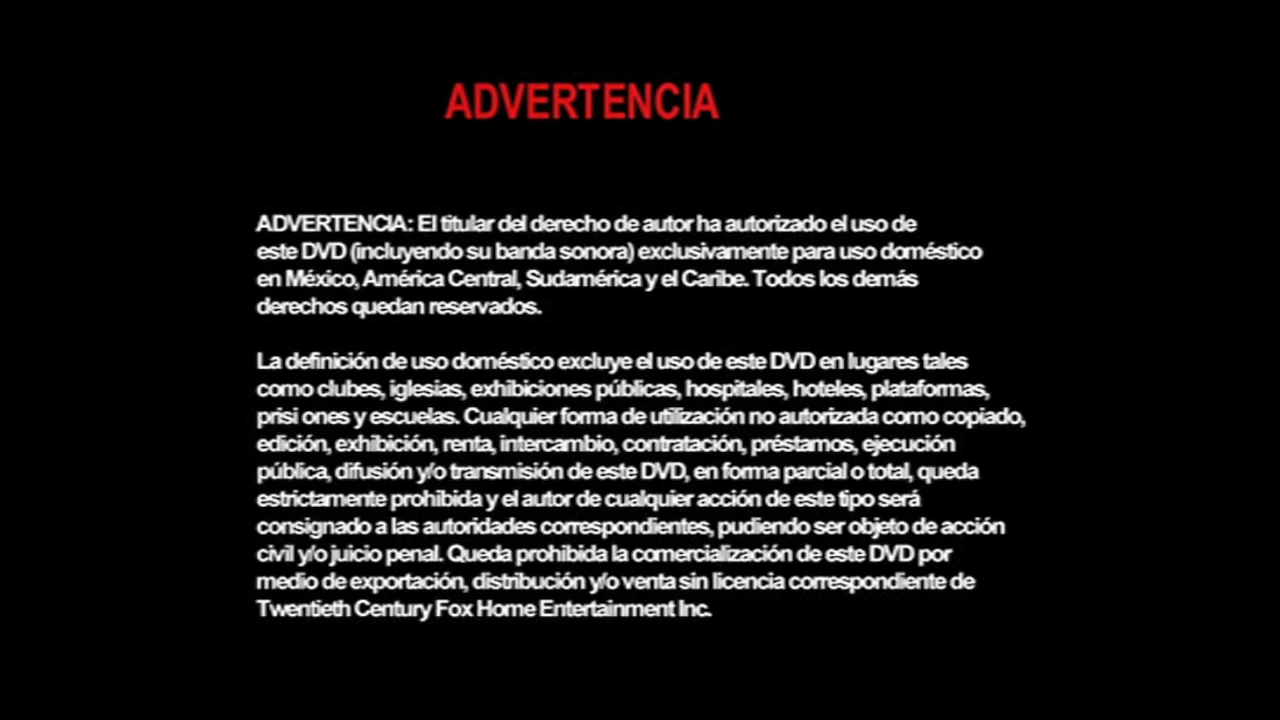 ADVERTENCIA
ADVERTENCIA: El titular del derecho de autor ha autorizado el uso de
este DVD (incluyendo su banda sonora) exclusivamente para uso doméstico
en México, América Central, Sudamérica y el Caribe. Todos los demás
derechos quedan reservados.
La definición de uso doméstico excluye el uso de este DVD en lugares tales
como clubes, iglesias, exhibiciones públicas, hospitales, hoteles, plataformas,
prisi ones y escuelas. Cualquier forma de utilización no autorizada como copiado,
edición, exhibición, renta, intercambio, contratación, préstamos, ejecución
pública, difusión y/o transmisión de este DVD, en forma parcial o total, queda
estrictamente prohibida y el autor de cualquier acción de este tipo será
consignado a las autoridades correspondientes, pudiendo ser objeto de acción
civil y/o juicio penal. Queda prohibida la comercialización de este DVD por
medio de exportación, distribución y/o venta sin licencia correspondiente de
Twentieth Century Fox Home Entertainment Inc.